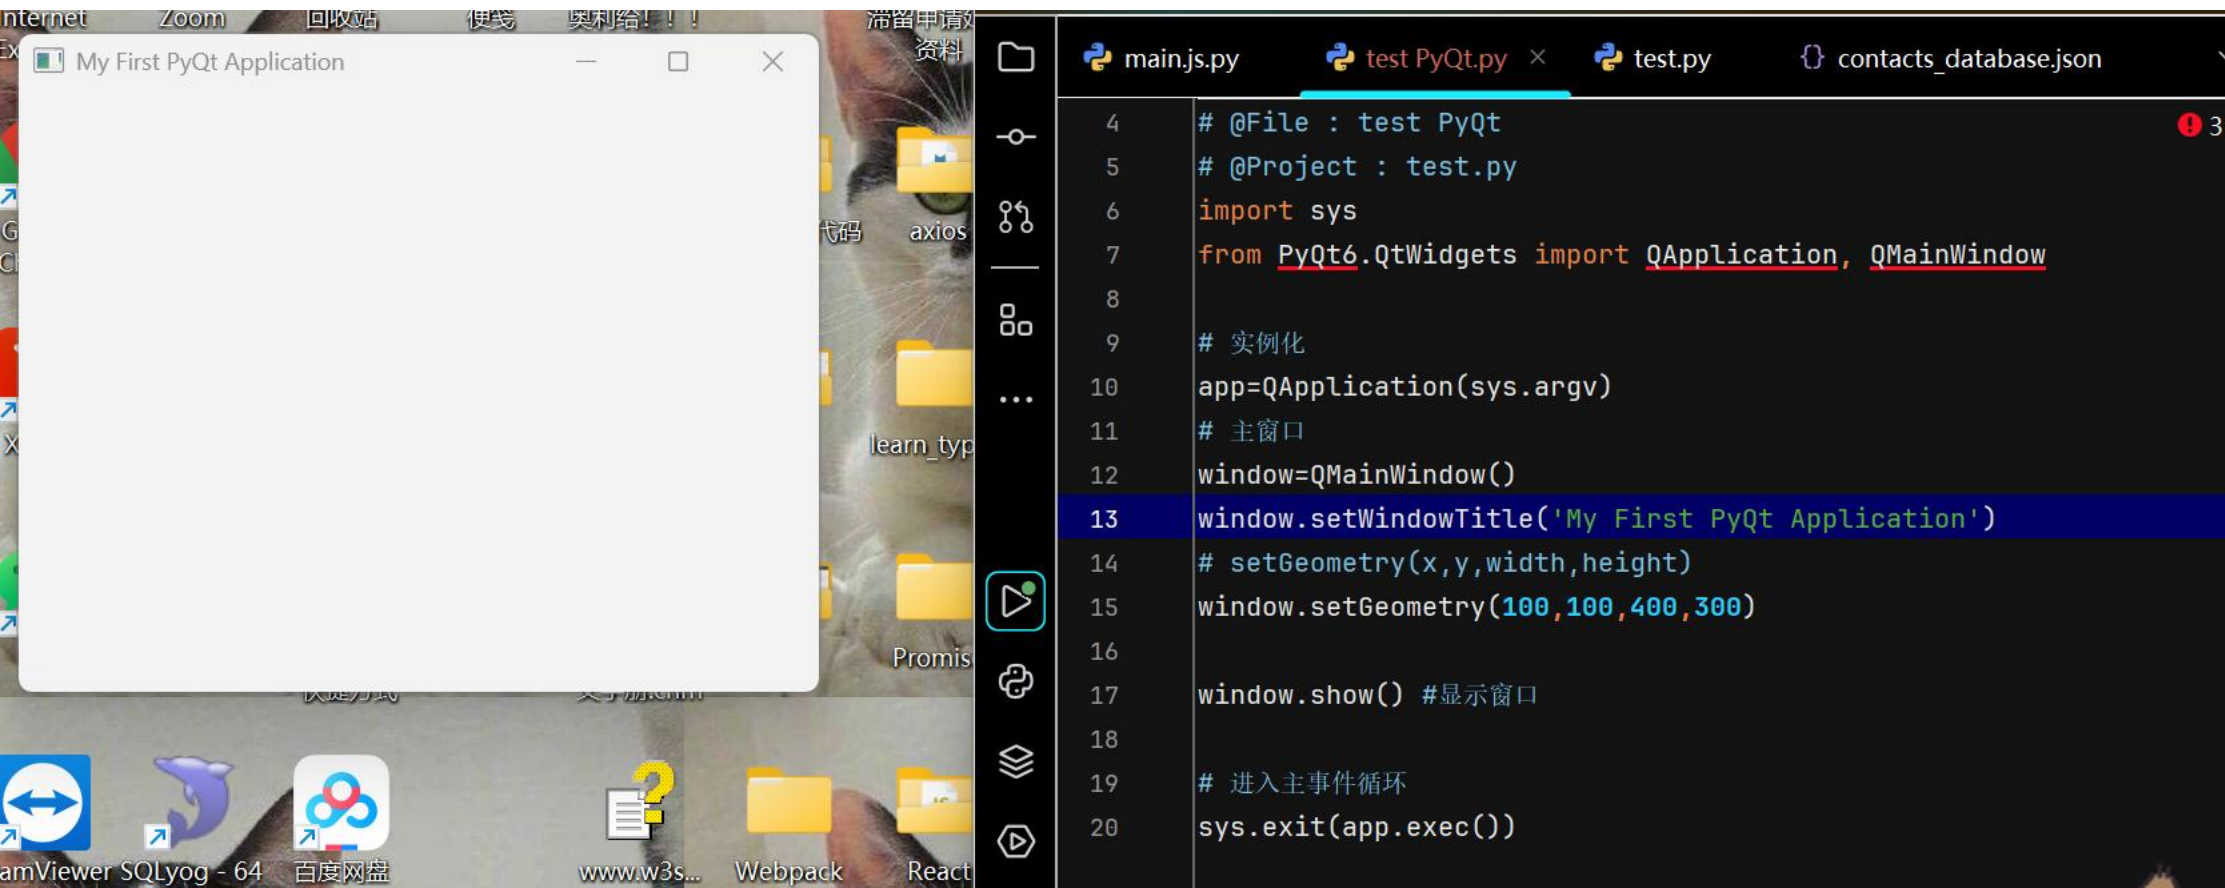 Zoom
回收站
便笺
奥利给！！！
资料
My First PyQt Application
代码
axios
learn_typ
Promis
SQLyog - 64
百度网盘
www.w3s...
Webpack
React
main.js.py
test PyQt.py
test.py
{} contacts_database.json
3
4 # @File : test PyQt
5 # @Project : test.py
6 import sys
7 from PyQt6.QtWidgets import QApplication, QMainWindow
8
9 # 实例化
10 app=QApplication(sys.argv)
11 # 主窗口
12 window=QMainWindow()
13 window.setWindowTitle('My First PyQt Application')
14 # setGeometry(x,y,width,height)
15 window.setGeometry(100,100,400,300)
16
17 window.show() #显示窗口
18
19 # 进入主事件循环
20 sys.exit(app.exec())